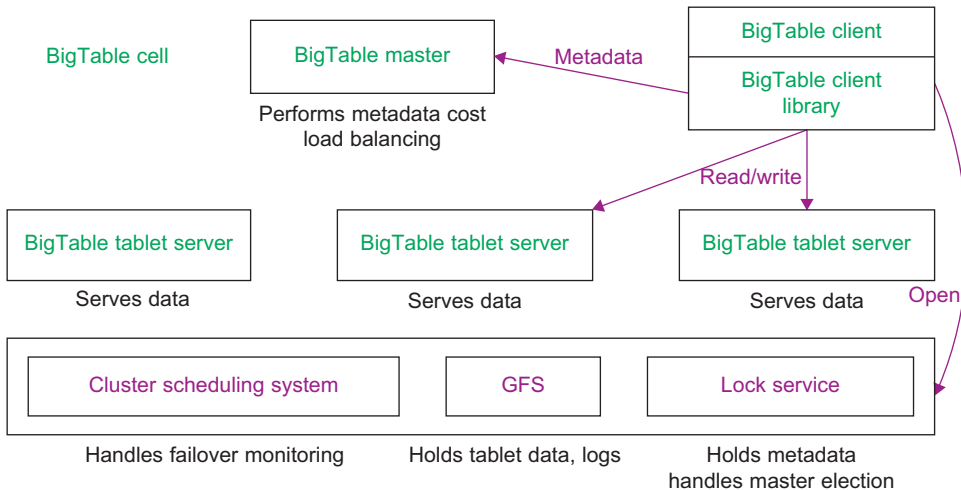 BigTable client
BigTable cell
BigTable master
Metadata
BigTable client
library
Performs metadata cost
load balancing
Read/write
BigTable tablet server
BigTable tablet server
BigTable tablet server
Serves data
Serves data
Serves data
Open
Cluster scheduling system
GFS
Lock service
Handles failover monitoring
Holds tablet data, logs
Holds metadata
handles master election